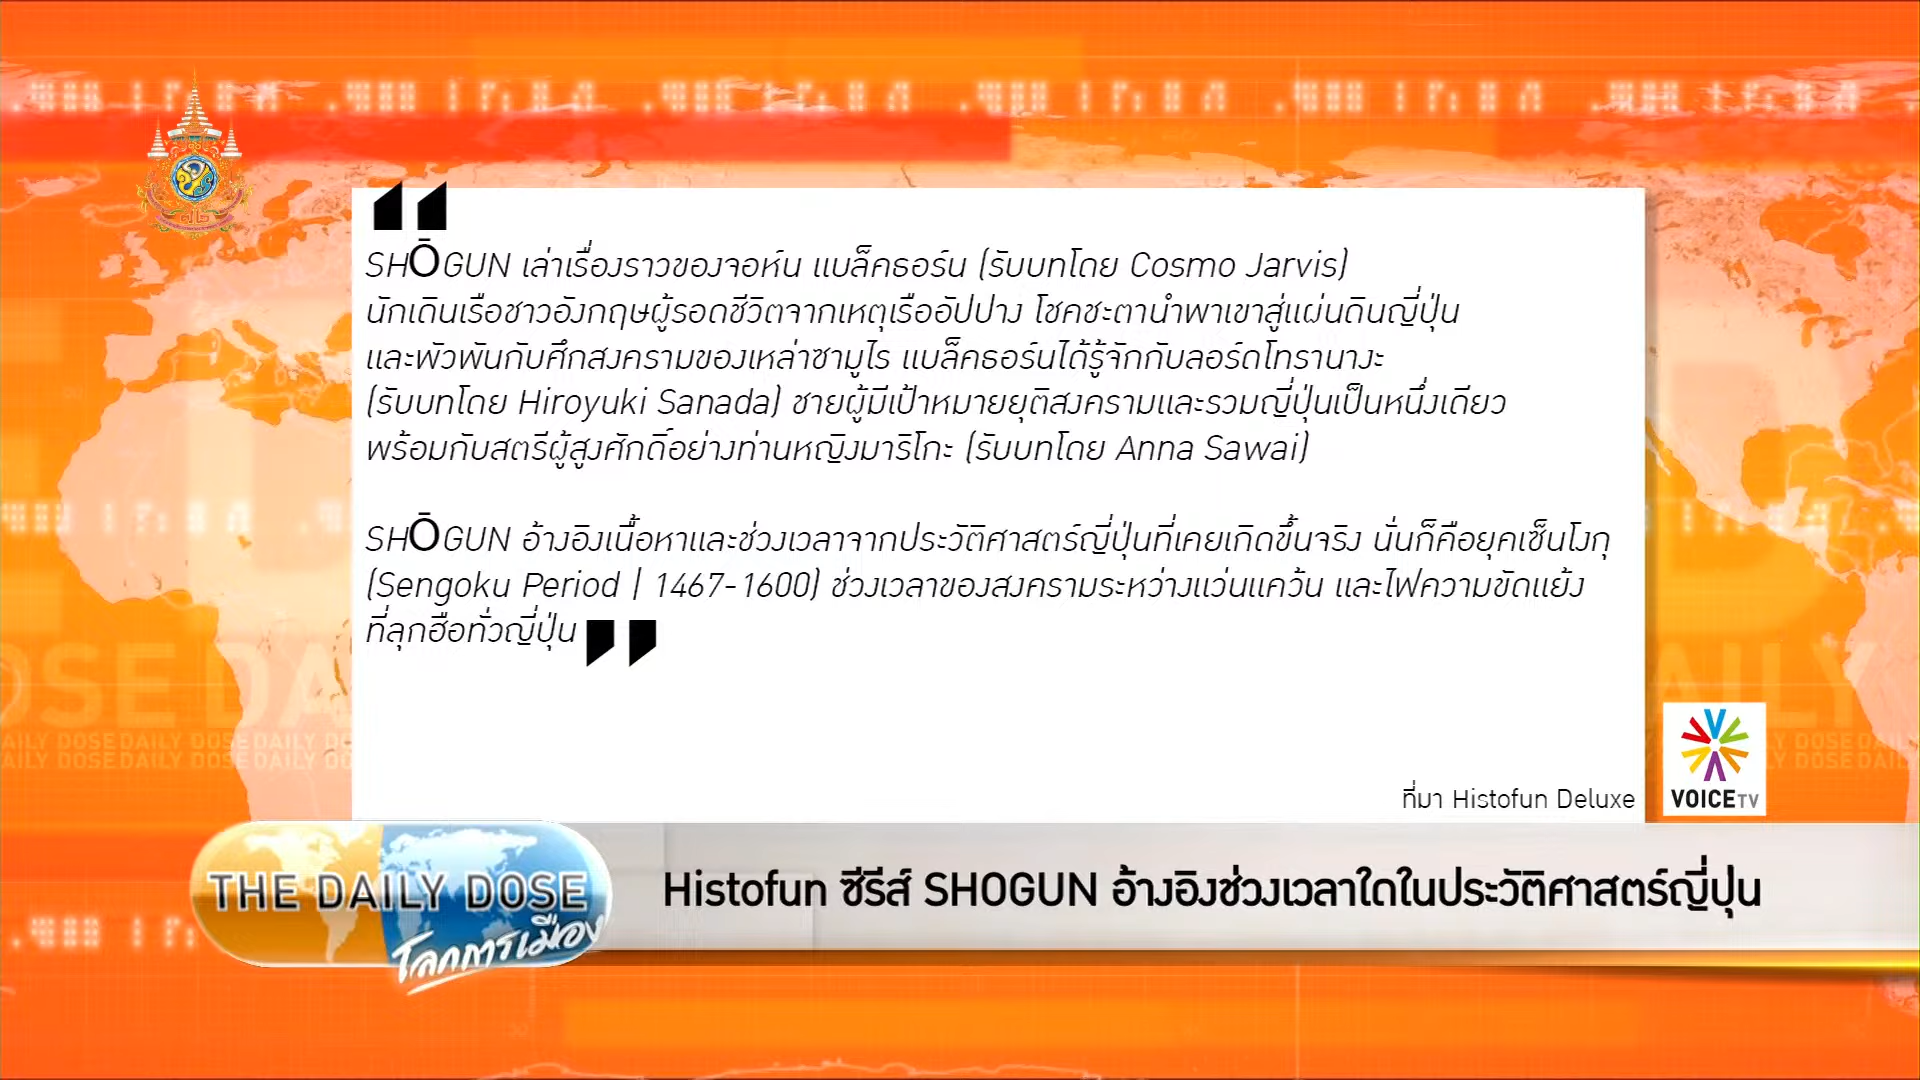 SHŌGUN เล่าเรื่องราวของจอห์น แบล็คธอร์น (รับบทโดย Cosmo Jarvis)
นักเดินเรือชาวอังกฤษผู้รอดชีวิตจากเหตุเรืออัปปาง โชคชะตานำพาเขาสู่แผ่นดินญี่ปุ่น
และพัวพันกับศึกสงครามของเหล่าซามูไร แบล็คธอร์นได้รู้จักกับลอร์ดโทรานางะ
(รับบทโดย Hiroyuki Sanada) ชายผู้มีเป้าหมายยุติสงครามและรวมญี่ปุ่นเป็นหนึ่งเดียว
พร้อมกับสตรีผู้สูงศักดิ์อย่างท่านหญิงมาริโกะ (รับบทโดย Anna Sawai)
SHŌGUN อ้างอิงเนื้อหาและช่วงเวลาจากประวัติศาสตร์ญี่ปุ่นที่เคยเกิดขึ้นจริง นั่นก็คือยุคเซ็นโงกุ
(Sengoku Period | 1467-1600) ช่วงเวลาของสงครามระหว่างแว่นแคว้น และไฟความขัดแย้ง
ที่ลุกฮือทั่วญี่ปุ่น
ที่มา Histofun Deluxe
VOICE TV
THE DAILY DOSE
โลกการเมือง
Histofun ซีรีส์ SHOGUN อ้างอิงช่วงเวลาใดในประวัติศาสตร์ญี่ปุ่น